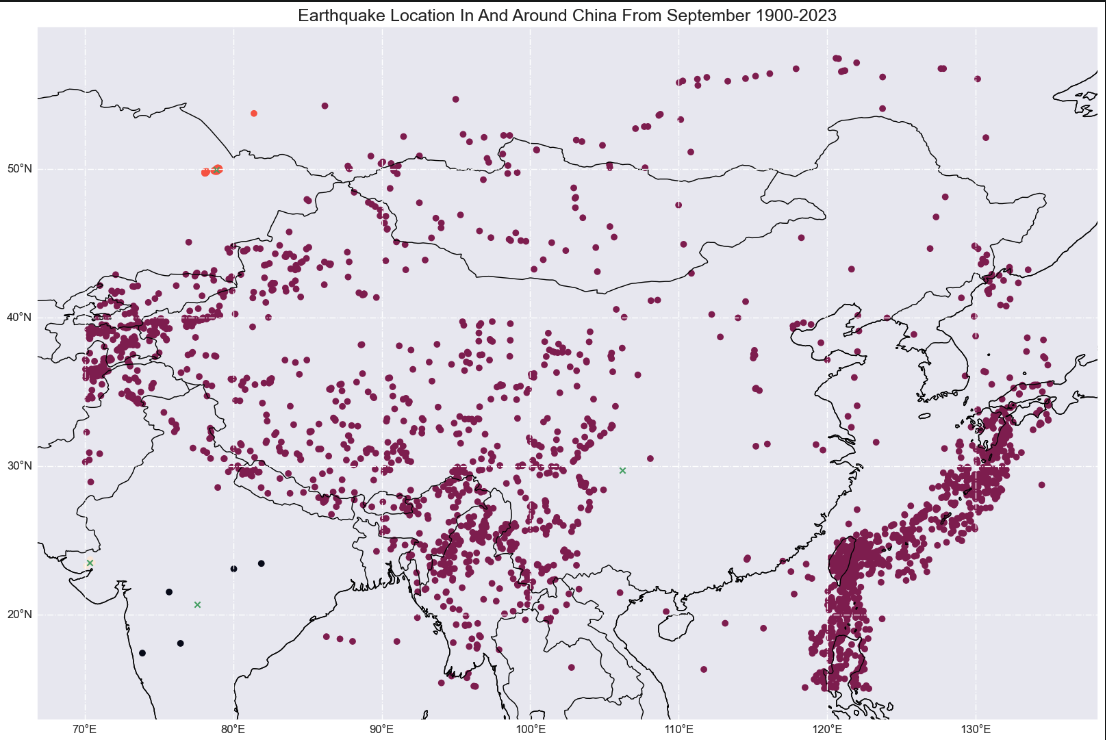 Earthquake Location In And Around China From September 1900-2023
50°N
40°N
30°N
20°N
70°E 80°E 90°E 100°E 110°E 120°E 130°E